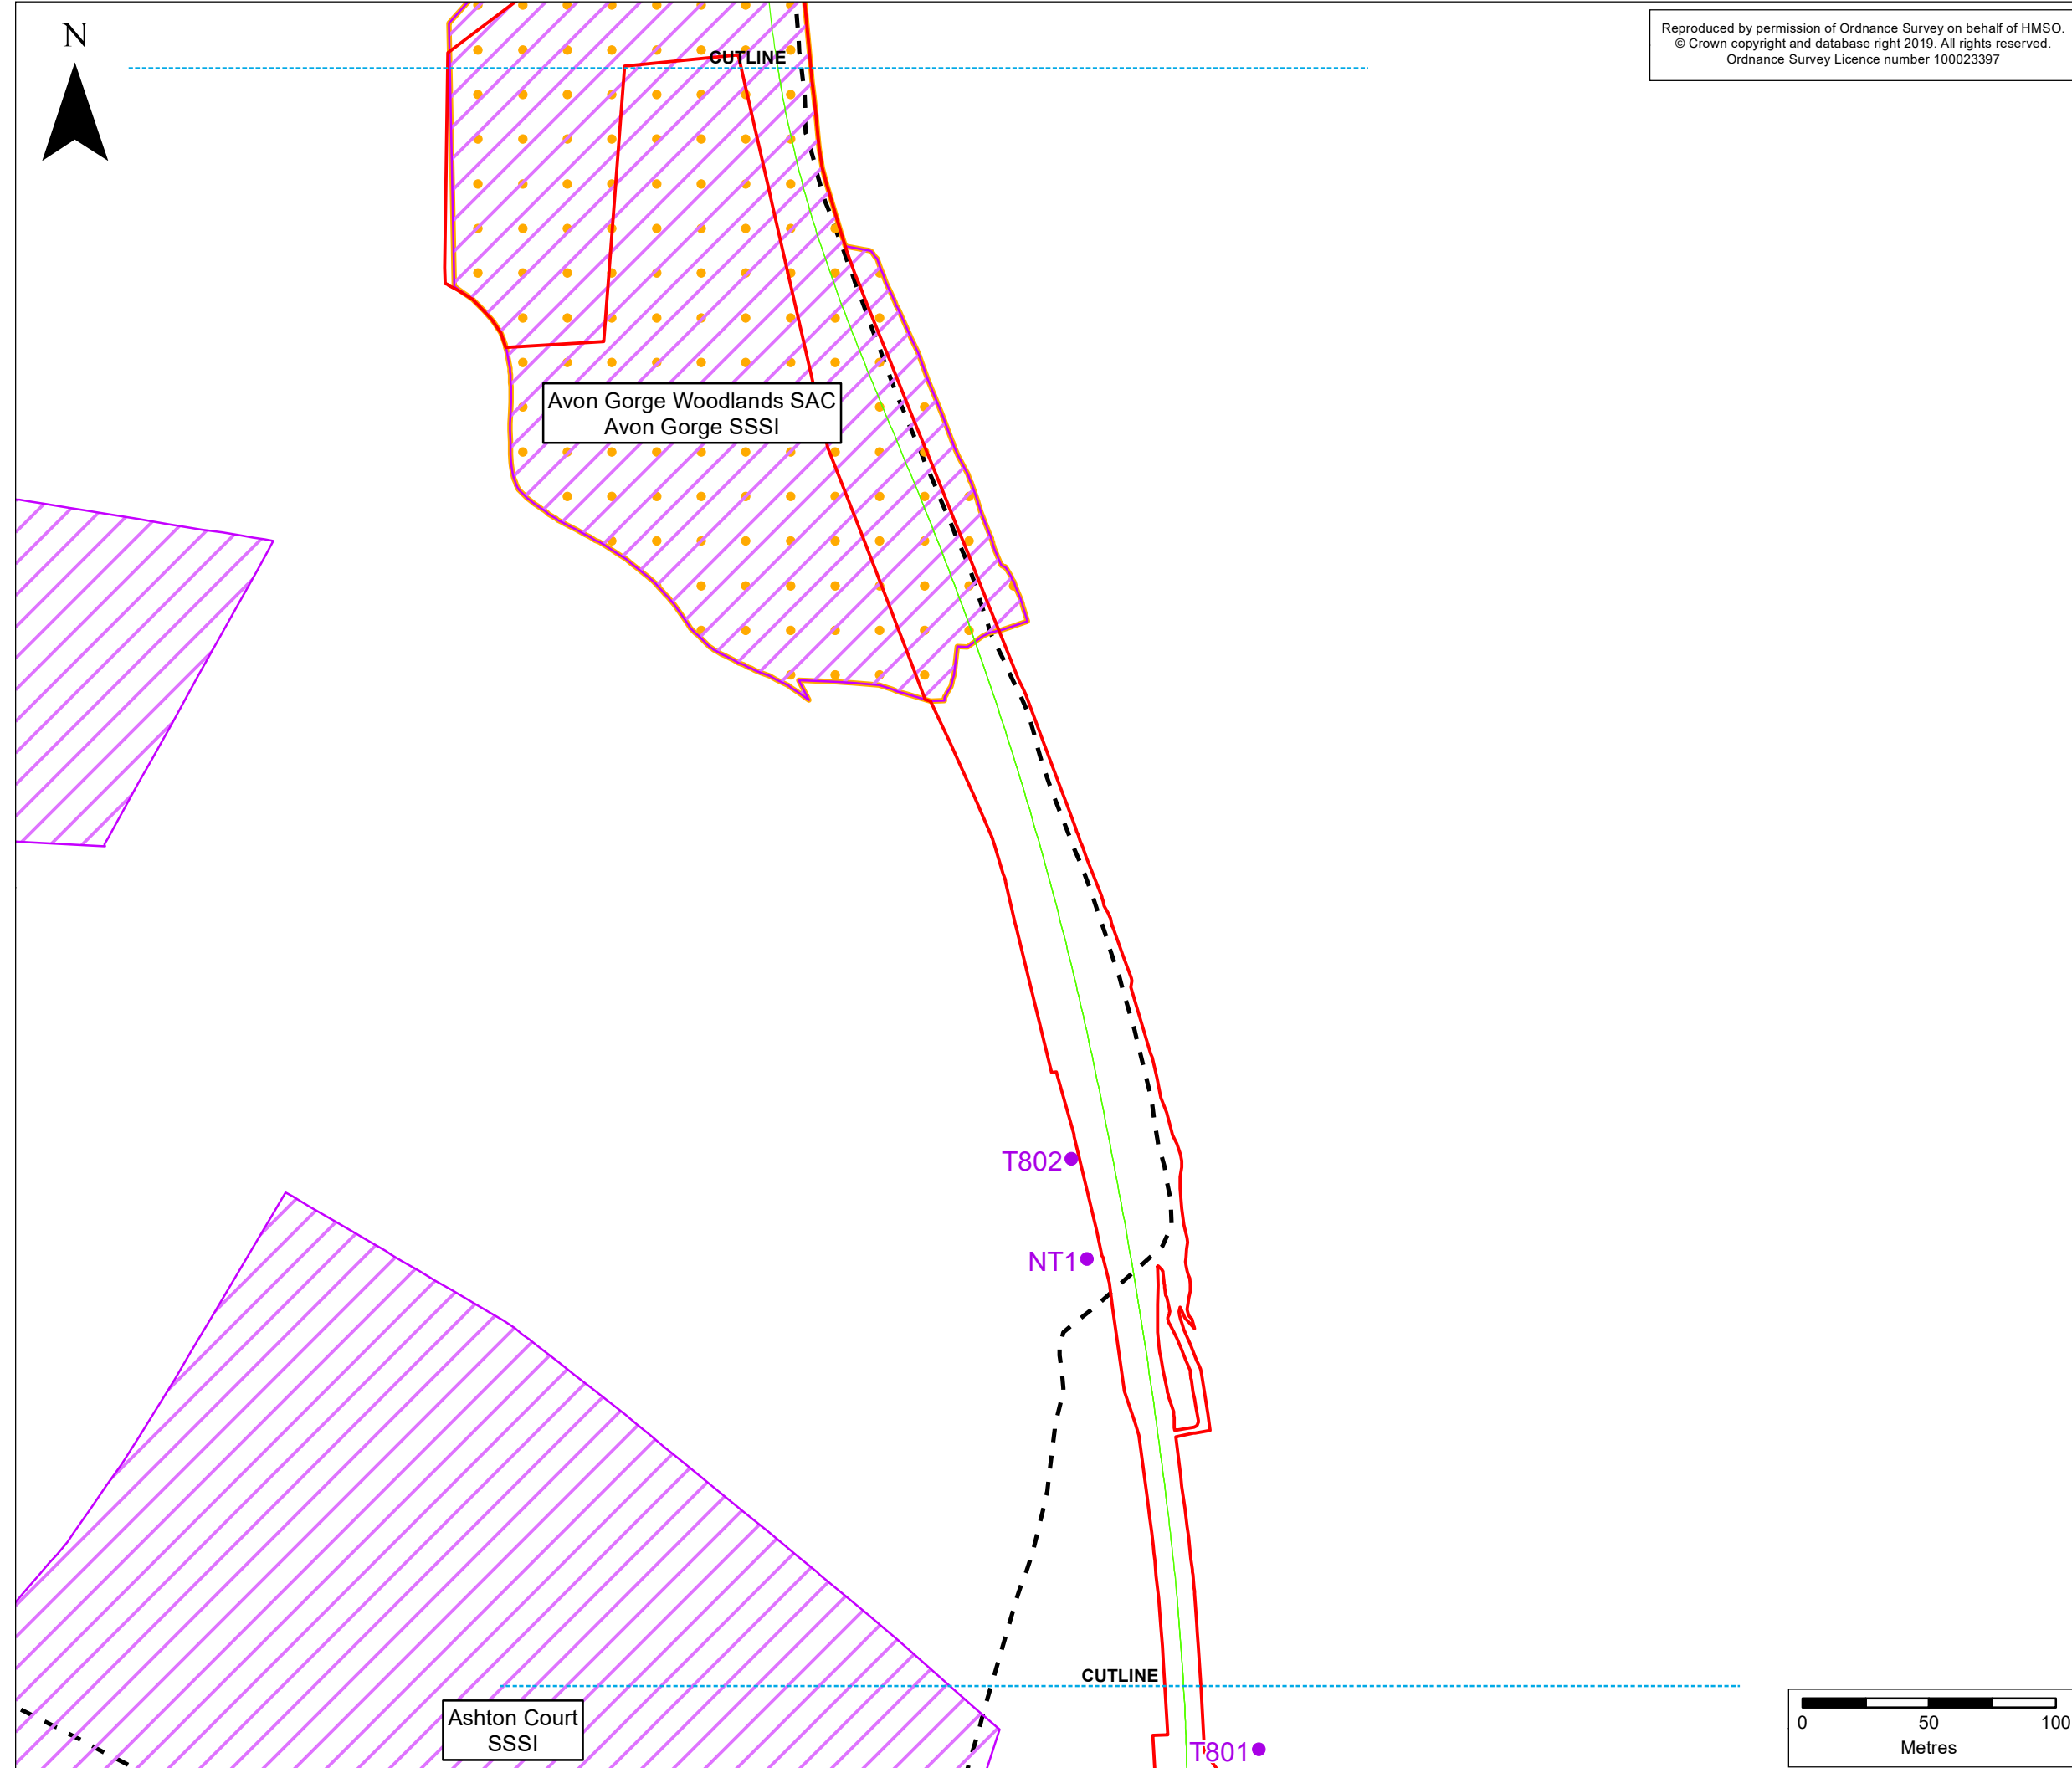 N
CUTLINE
Reproduced by permission of Ordnance Survey on behalf of HMSO.
© Crown copyright and database right 2019. All rights reserved.
Ordnance Survey Licence number 100023397
Avon Gorge Woodlands SAC
Avon Gorge SSSI
T802
NT1
CUTLINE
Ashton Court
SSSI
T801
0 50 100
Metres